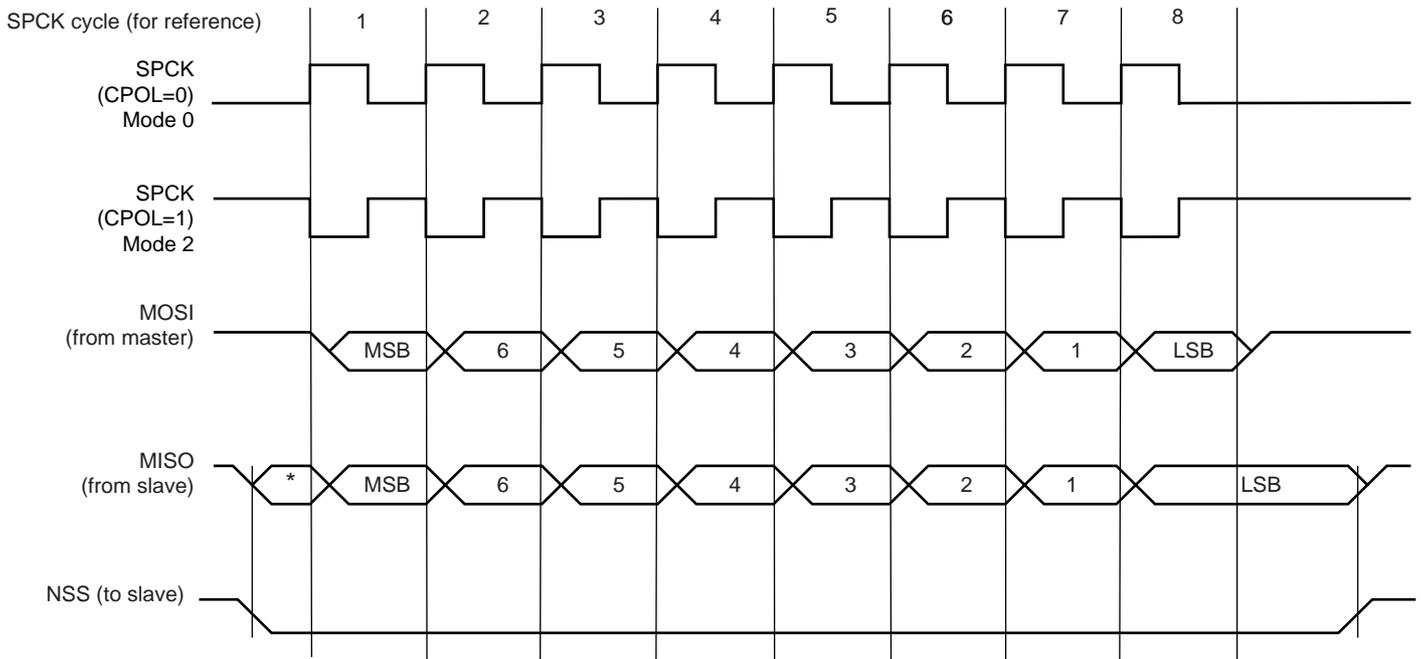 SPCK cycle (for reference) 1 2 3 4 5 6 7 8
SPCK
(CPOL=0)
Mode 0
SPCK
(CPOL=1)
Mode 2
MOSI
(from master)
MSB 6 5 4 3 2 1 LSB
MISO
(from slave)
* MSB 6 5 4 3 2 1 LSB
NSS (to slave)